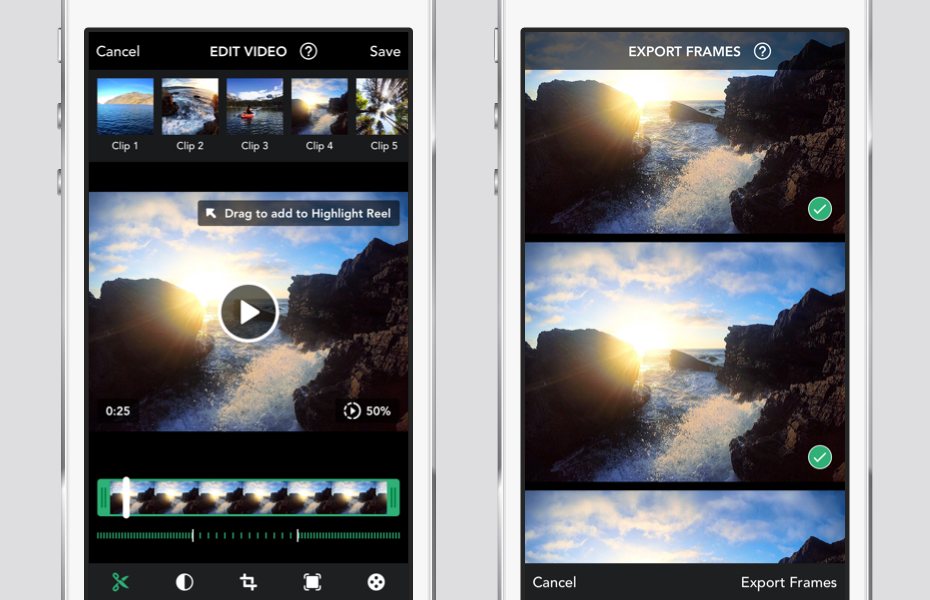 Cancel EDIT VIDEO ? Save
Clip 1 Clip 2 Clip 3 Clip 4 Clip 5
Drag to add to Highlight Reel
0:25 50%
EXPORT FRAMES ?
Cancel Export Frames